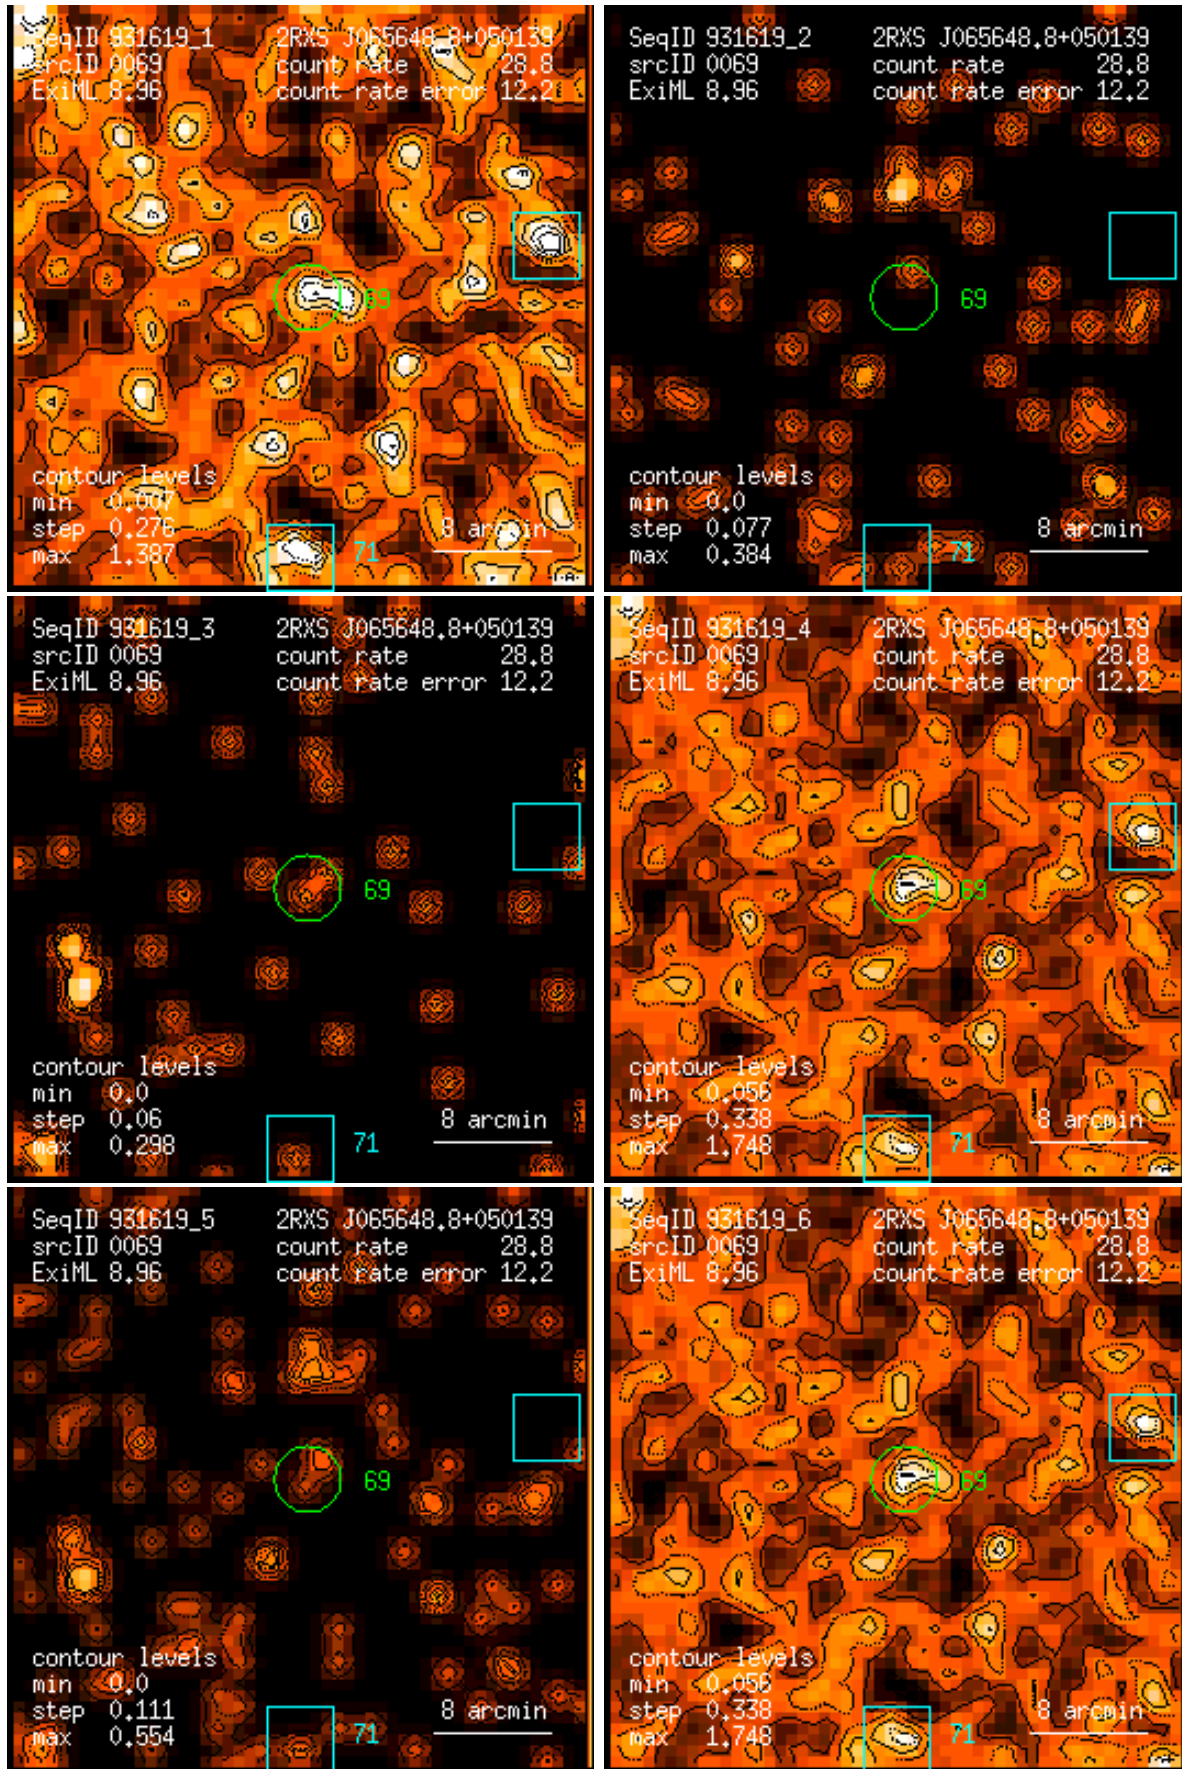 SeqID 931619_1 2RXS J065648.8+050139
srcID 0069 count rate 28.8
ExiML 8.96 count rate error 12.2
69
contour levels
min 0.007
step 0.276 8 arcmin
max 1.387 71
SeqID 931619_2 2RXS J065648.8+050139
srcID 0069 count rate 28.8
ExiML 8.96 count rate error 12.2
69
contour levels
min 0.0
step 0.077 8 arcmin
max 0.384 71
SeqID 931619_3 2RXS J065648.8+050139
srcID 0069 count rate 28.8
ExiML 8.96 count rate error 12.2
69
contour levels
min 0.0
step 0.06 8 arcmin
max 0.298 71
SeqID 931619_4 2RXS J065648.8+050139
srcID 0069 count rate 28.8
ExiML 8.96 count rate error 12.2
69
contour levels
min 0.056
step 0.338 8 arcmin
max 1.748 71
SeqID 931619_5 2RXS J065648.8+050139
srcID 0069 count rate 28.8
ExiML 8.96 count rate error 12.2
69
contour levels
min 0.0
step 0.111 8 arcmin
max 0.554 71
SeqID 931619_6 2RXS J065648.8+050139
srcID 0069 count rate 28.8
ExiML 8.96 count rate error 12.2
69
contour levels
min 0.056
step 0.338 8 arcmin
max 1.748 71